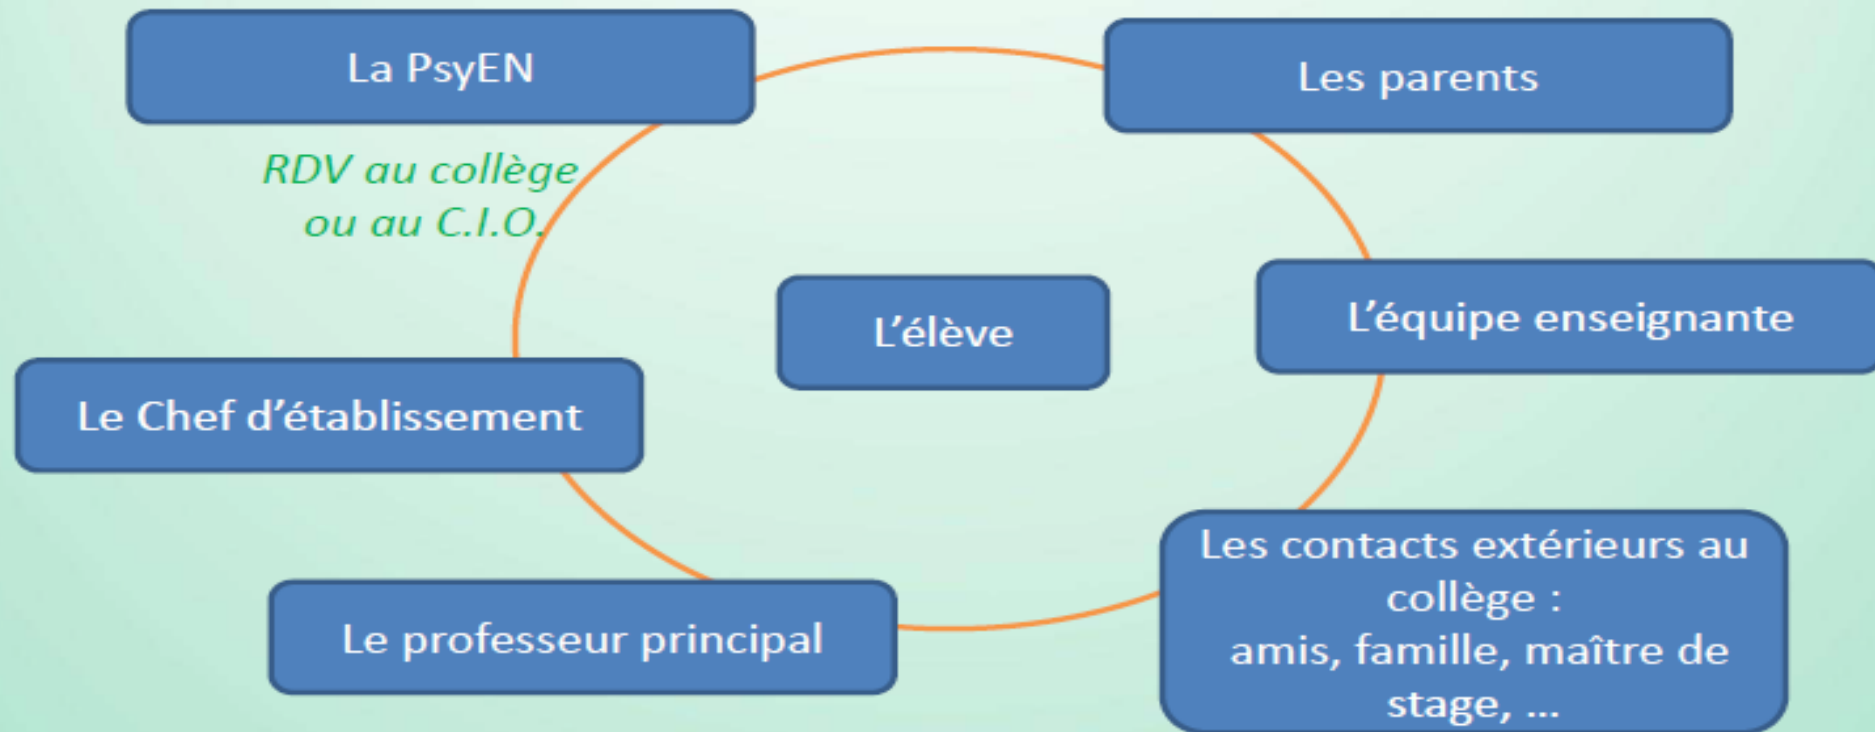 La PsyEN
Les parents
RDV au collège
ou au C.I.O.
L'élève
L'équipe enseignante
Le Chef d'établissement
Les contacts extérieurs au
collège :
amis, famille, maître de
stage, ...
Le professeur principal